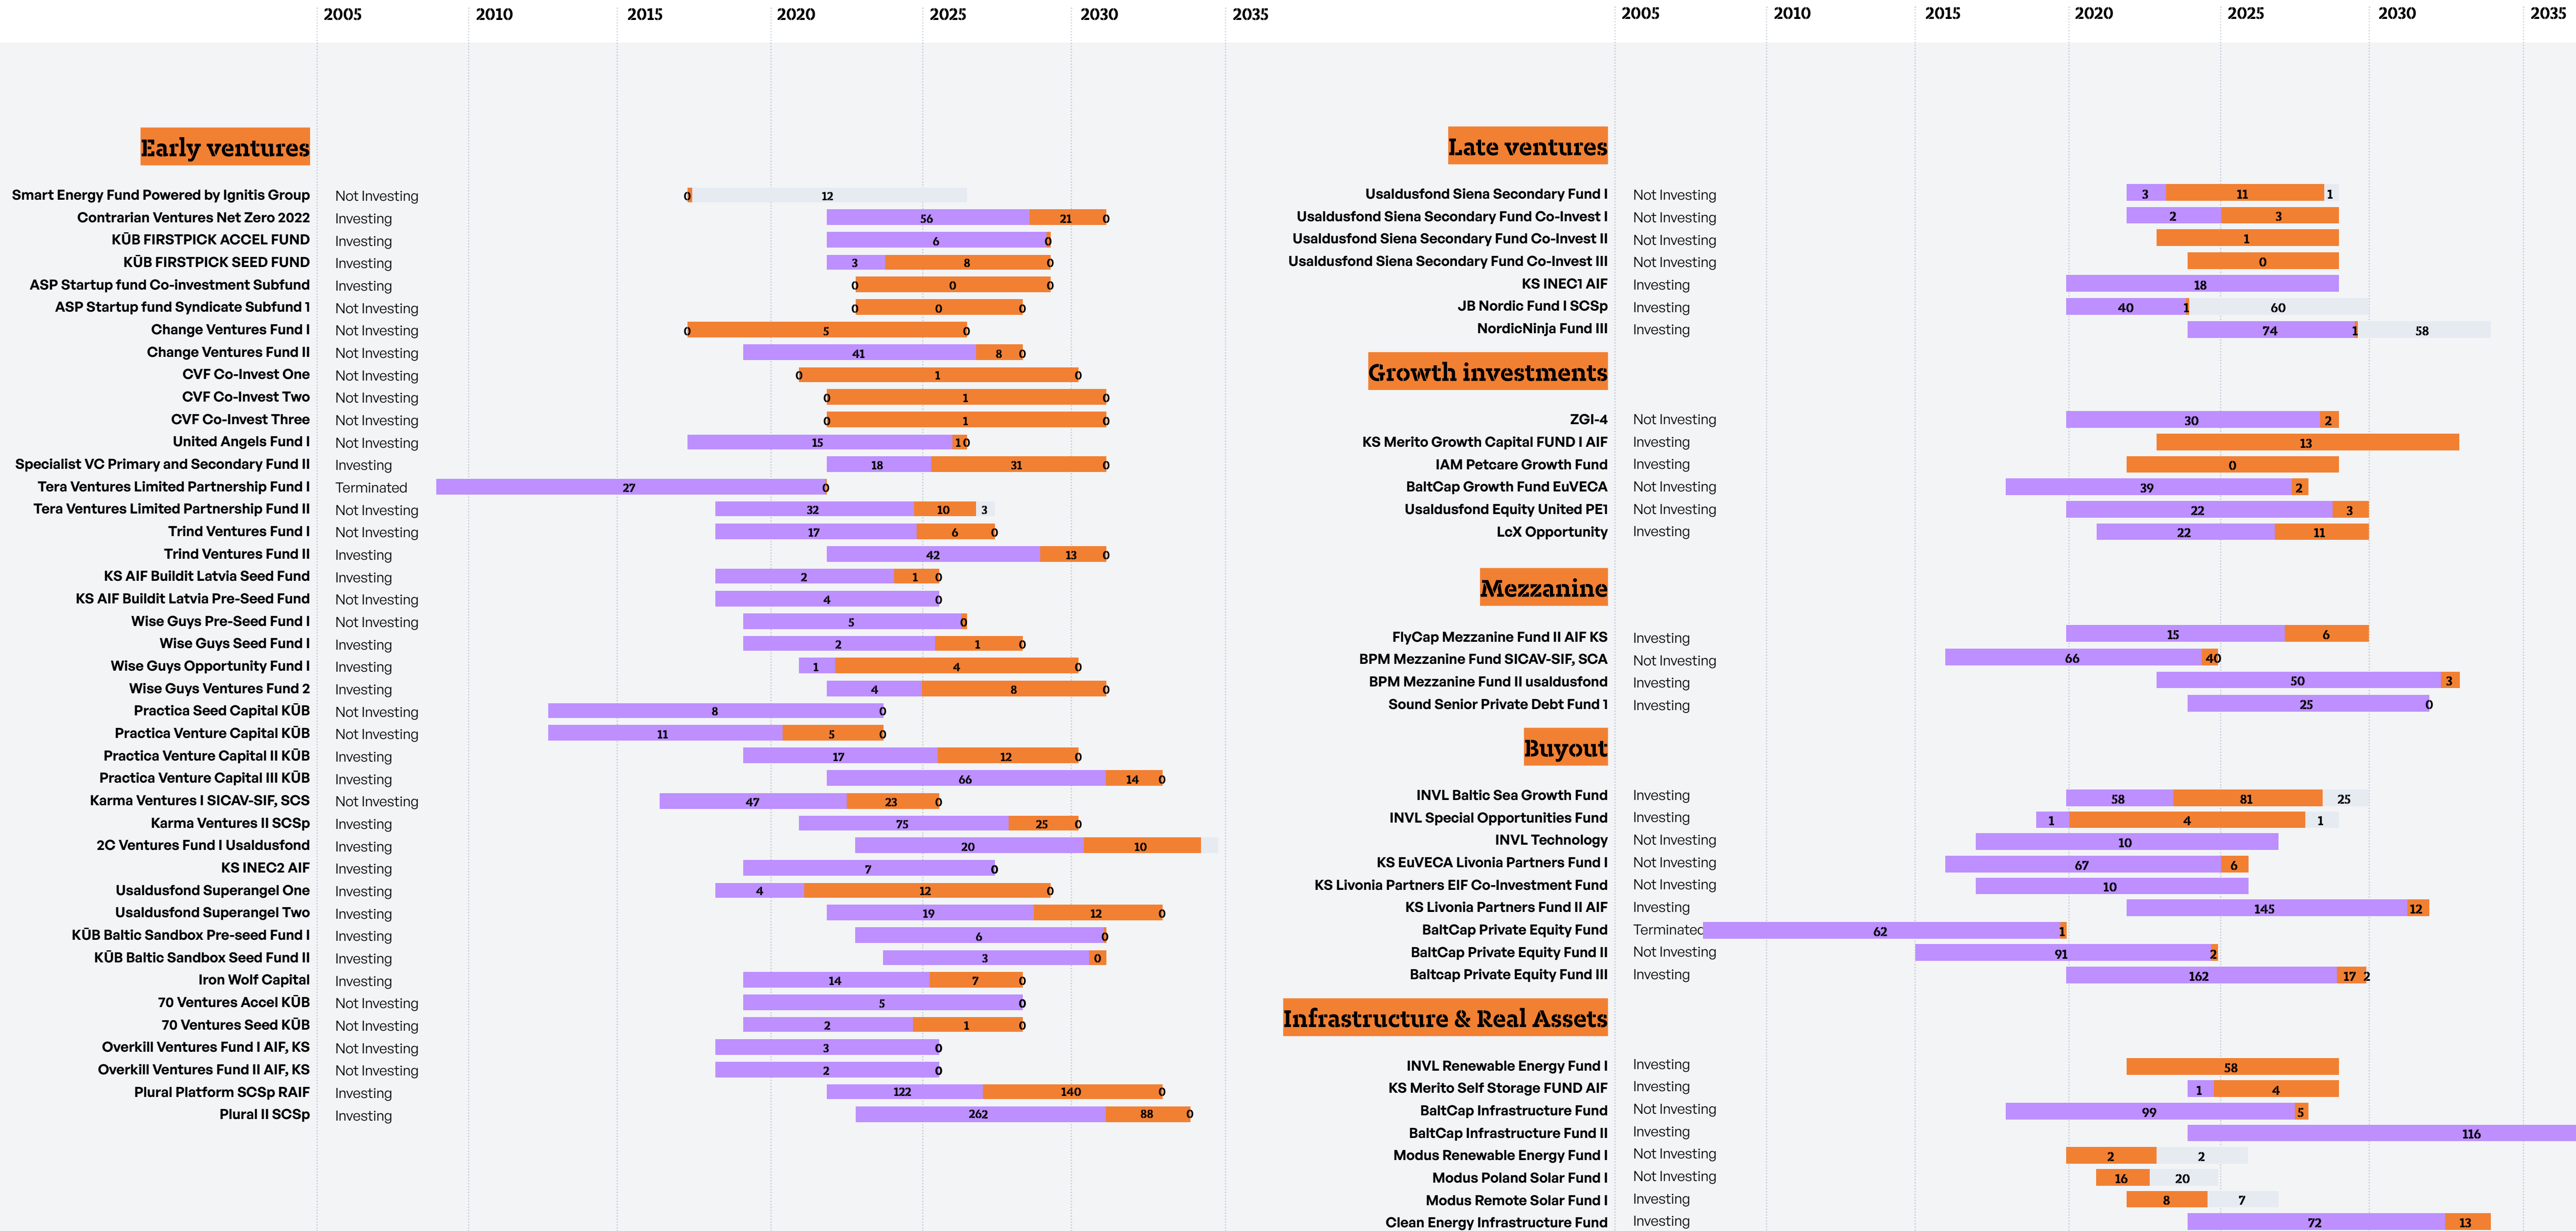 2005 2010 2015 2020 2025 2030 2035
Early ventures
Smart Energy Fund Powered by Ignitis Group Not Investing 0 12
Contrarian Ventures Net Zero 2022 Investing 56 21 0
KŪB FIRSTPICK ACCEL FUND Investing 6 0
KŪB FIRSTPICK SEED FUND Investing 3 8 0
ASP Startup fund Co-investment Subfund Investing 0 0 0
ASP Startup fund Syndicate Subfund 1 Not Investing 0 0 0
Change Ventures Fund I Not Investing 0 5 0
Change Ventures Fund II Not Investing 41 8 0
CVF Co-Invest One Not Investing 0 1 0
CVF Co-Invest Two Not Investing 0 1 0
CVF Co-Invest Three Not Investing 0 1 0
United Angels Fund I Not Investing 15 1 0
Specialist VC Primary and Secondary Fund II Investing 18 31 0
Tera Ventures Limited Partnership Fund I Terminated 27 0
Tera Ventures Limited Partnership Fund II Not Investing 32 10 3
Trind Ventures Fund I Not Investing 17 6 0
Trind Ventures Fund II Investing 42 13 0
KS AIF Buildit Latvia Seed Fund Investing 2 1 0
KS AIF Buildit Latvia Pre-Seed Fund Not Investing 4 0
Wise Guys Pre-Seed Fund I Not Investing 5 0
Wise Guys Seed Fund I Investing 2 1 0
Wise Guys Opportunity Fund I Investing 1 4 0
Wise Guys Ventures Fund 2 Investing 4 8 0
Practica Seed Capital KŪB Not Investing 8 0
Practica Venture Capital KŪB Not Investing 11 5 0
Practica Venture Capital II KŪB Investing 17 12 0
Practica Venture Capital III KŪB Investing 66 14 0
Karma Ventures I SICAV-SIF, SCS Not Investing 47 23 0
Karma Ventures II SCSp Investing 75 25 0
2C Ventures Fund I Usaldusfond Investing 20 10
KS INEC2 AIF Investing 7 0
Usaldusfond Superangel One Investing 4 12 0
Usaldusfond Superangel Two Investing 19 12 0
KŪB Baltic Sandbox Pre-seed Fund I Investing 6 0
KŪB Baltic Sandbox Seed Fund II Investing 3 0
Iron Wolf Capital Investing 14 7 0
70 Ventures Accel KŪB Not Investing 5 0
70 Ventures Seed KŪB Not Investing 2 1 0
Overkill Ventures Fund I AIF, KS Not Investing 3 0
Overkill Ventures Fund II AIF, KS Not Investing 2 0
Plural Platform SCSp RAIF Investing 122 140 0
Plural II SCSp Investing 262 88 0
2005 2010 2015 2020 2025 2030 2035
Late ventures
Usaldusfond Siena Secondary Fund I Not Investing 3 11 1
Usaldusfond Siena Secondary Fund Co-Invest I Not Investing 2 3
Usaldusfond Siena Secondary Fund Co-Invest II Not Investing 1
Usaldusfond Siena Secondary Fund Co-Invest III Not Investing 0
KS INEC1 AIF Investing 18
JB Nordic Fund I SCSp Investing 40 1 60
NordicNinja Fund III Investing 74 1 58
Growth investments
ZGI-4 Not Investing 30 2
KS Merito Growth Capital FUND I AIF Investing 13
IAM Petcare Growth Fund Investing 0
BaltCap Growth Fund EuVECA Not Investing 39 2
Usaldusfond Equity United PE1 Not Investing 22 3
LcX Opportunity Investing 22 11
Mezzanine
FlyCap Mezzanine Fund II AIF KS Investing 15 6
BPM Mezzanine Fund SICAV-SIF, SCA Not Investing 66 4 0
BPM Mezzanine Fund II usaldusfond Investing 50 3
Sound Senior Private Debt Fund 1 Investing 25 0
Buyout
INVL Baltic Sea Growth Fund Investing 58 81 25
INVL Special Opportunities Fund Investing 1 4 1
INVL Technology Not Investing 10
KS EuVECA Livonia Partners Fund I Not Investing 67 6
KS Livonia Partners EIF Co-Investment Fund Not Investing 10
KS Livonia Partners Fund II AIF Investing 145 12
BaltCap Private Equity Fund Terminated 62 1
BaltCap Private Equity Fund II Not Investing 91 2
Baltcap Private Equity Fund III Investing 162 17 2
Infrastructure & Real Assets
INVL Renewable Energy Fund I Investing 58
KS Merito Self Storage FUND AIF Investing 1 4
BaltCap Infrastructure Fund Not Investing 99 5
BaltCap Infrastructure Fund II Investing 116
Modus Renewable Energy Fund I Not Investing 2 2
Modus Poland Solar Fund I Not Investing 16 20
Modus Remote Solar Fund I Investing 8 7
Clean Energy Infrastructure Fund Investing 72 13